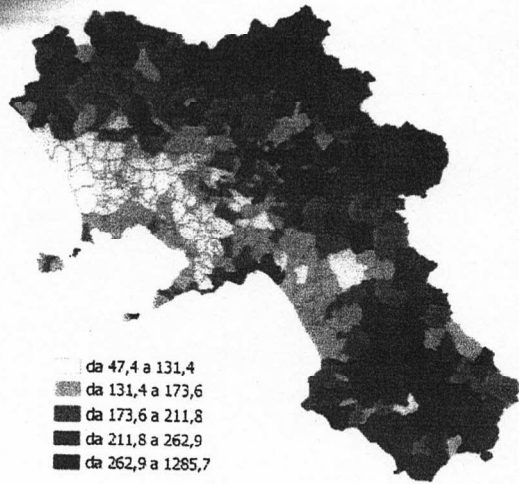 da 47,4 a 131,4
da 131,4 a 173,6
da 173,6 a 211,8
da 211,8 a 262,9
da 262,9 a 1285,7